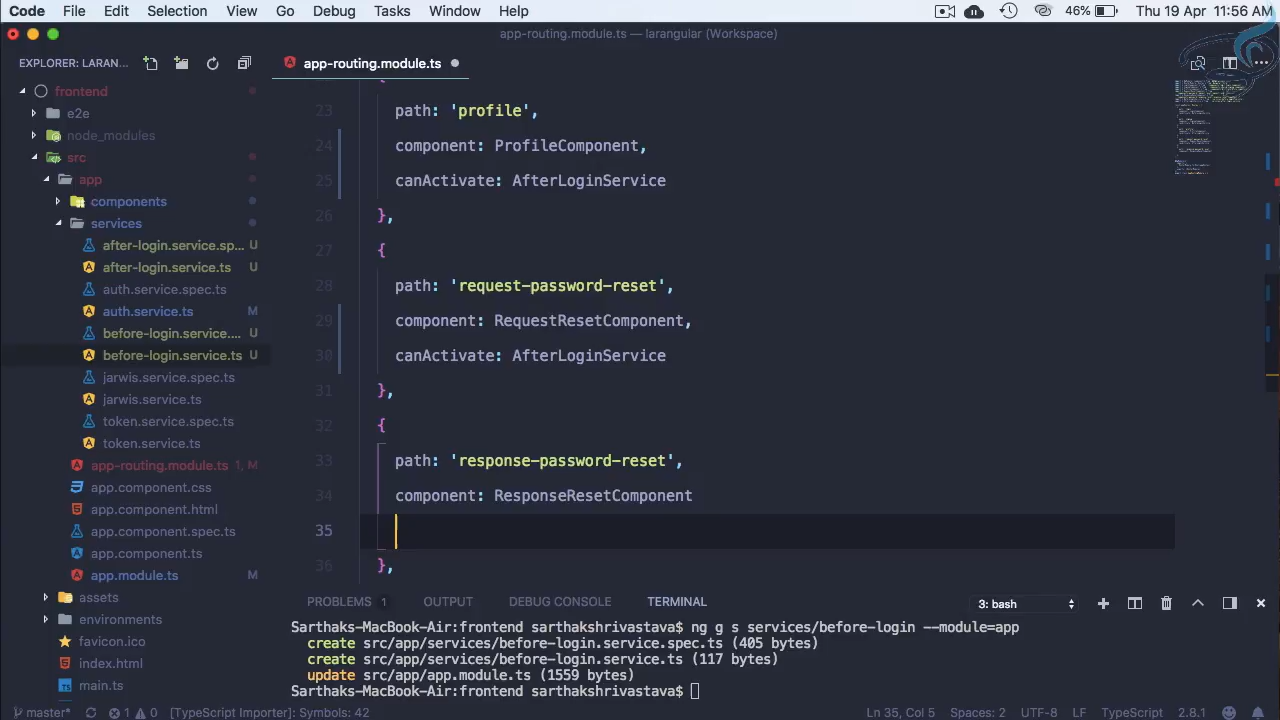 Code File Edit Selection View Go Debug Tasks Window Help 46% Thu 19 Apr 11:56 AM
app-routing.module.ts — larangular (Workspace)
EXPLORER: LARAN... app-routing.module.ts
frontend
e2e
node_modules
src
app
components
services
after-login.service.sp... U
after-login.service.ts U
auth.service.spec.ts
auth.service.ts M
before-login.service.... U
before-login.service.ts U
jarwis.service.spec.ts
jarwis.service.ts
token.service.spec.ts
token.service.ts
app-routing.module.ts 1, M
app.component.css
app.component.html
app.component.spec.ts
app.component.ts
app.module.ts M
assets
environments
favicon.ico
index.html
main.ts
23 path: 'profile',
24 component: ProfileComponent,
25 canActivate: AfterLoginService
26 },
27 {
28 path: 'request-password-reset',
29 component: RequestResetComponent,
30 canActivate: AfterLoginService
31 },
32 {
33 path: 'response-password-reset',
34 component: ResponseResetComponent
35
36 },
PROBLEMS 1 OUTPUT DEBUG CONSOLE TERMINAL 3: bash
Sarthaks-MacBook-Air:frontend sarthakshrivastava$ ng g s services/before-login --module=app
create src/app/services/before-login.service.spec.ts (405 bytes)
create src/app/services/before-login.service.ts (117 bytes)
update src/app/app.module.ts (1559 bytes)
Sarthaks-MacBook-Air:frontend sarthakshrivastava$
master* 1 0 [TypeScript Importer]: Symbols: 42 Ln 35, Col 5 Spaces: 2 UTF-8 LF TypeScript 2.8.1